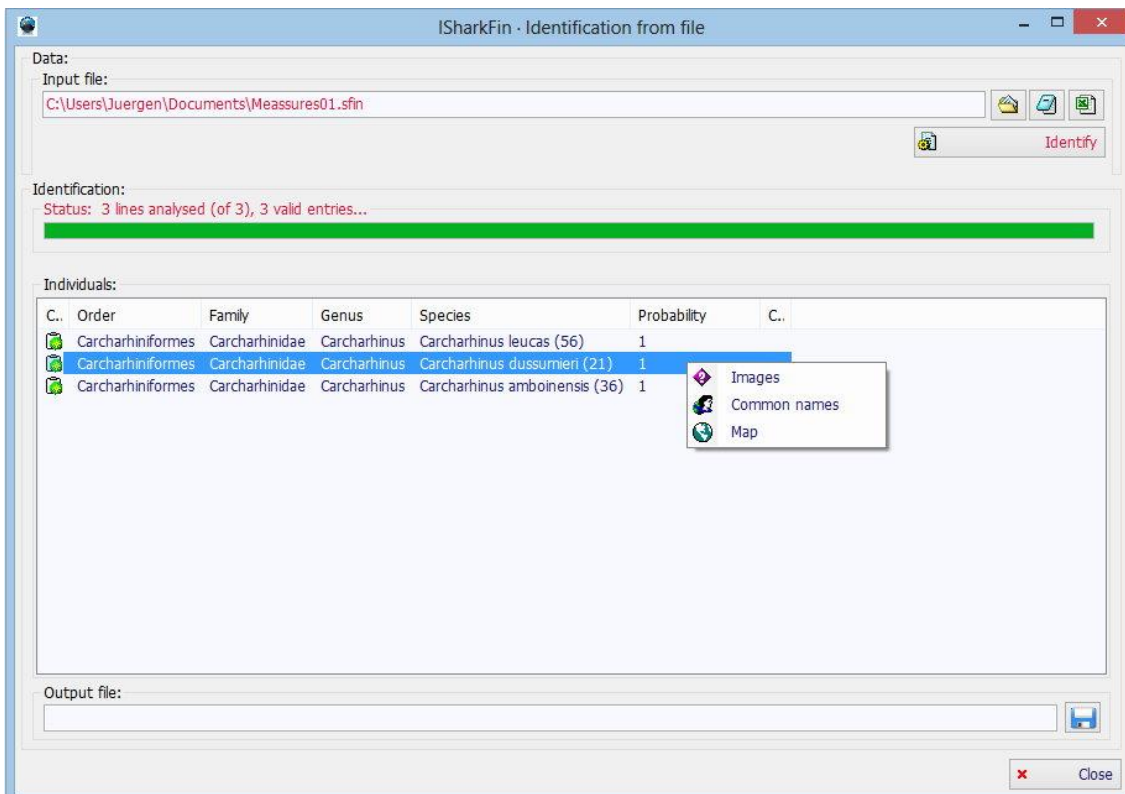 ISharkFin · Identification from file
Data:
Input file:
C:\Users\Juergen\Documents\Meassures01.sfin
Identify
Identification:
Status: 3 lines analysed (of 3), 3 valid entries...
Individuals:
C.. Order Family Genus Species Probability C..
Carcharhiniformes Carcharhinidae Carcharhinus Carcharhinus leucas (56) 1
Carcharhiniformes Carcharhinidae Carcharhinus Carcharhinus dussumieri (21) 1
Carcharhiniformes Carcharhinidae Carcharhinus Carcharhinus amboinensis (36) 1
Images
Common names
Map
Output file:
Close